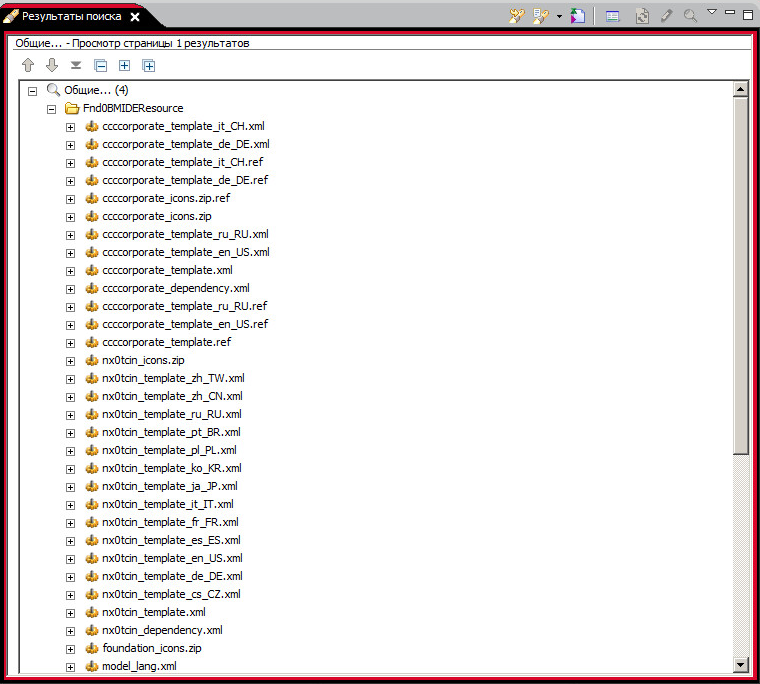 Результаты поиска
Общие... - Просмотр страницы 1 результатов
Общие... (4)
Fnd0BMIDEResource
ccccorporate_template_it_CH.xml
ccccorporate_template_de_DE.xml
ccccorporate_template_it_CH.ref
ccccorporate_template_de_DE.ref
ccccorporate_icons.zip.ref
ccccorporate_icons.zip
ccccorporate_template_ru_RU.xml
ccccorporate_template_en_US.xml
ccccorporate_template.xml
ccccorporate_dependency.xml
ccccorporate_template_ru_RU.ref
ccccorporate_template_en_US.ref
ccccorporate_template.ref
nx0tcin_icons.zip
nx0tcin_template_zh_TW.xml
nx0tcin_template_zh_CN.xml
nx0tcin_template_ru_RU.xml
nx0tcin_template_pt_BR.xml
nx0tcin_template_pl_PL.xml
nx0tcin_template_ko_KR.xml
nx0tcin_template_ja_JP.xml
nx0tcin_template_it_IT.xml
nx0tcin_template_fr_FR.xml
nx0tcin_template_es_ES.xml
nx0tcin_template_en_US.xml
nx0tcin_template_de_DE.xml
nx0tcin_template_cs_CZ.xml
nx0tcin_template.xml
nx0tcin_dependency.xml
foundation_icons.zip
model_lang.xml